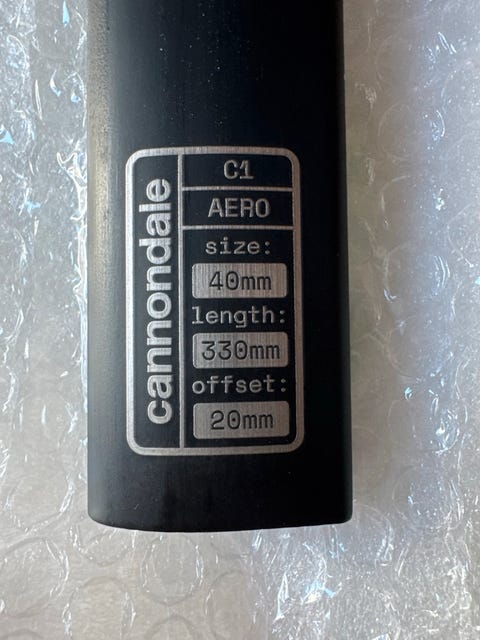 cannondale
C1
AERO
size:
40mm
length:
330mm
offset:
20mm